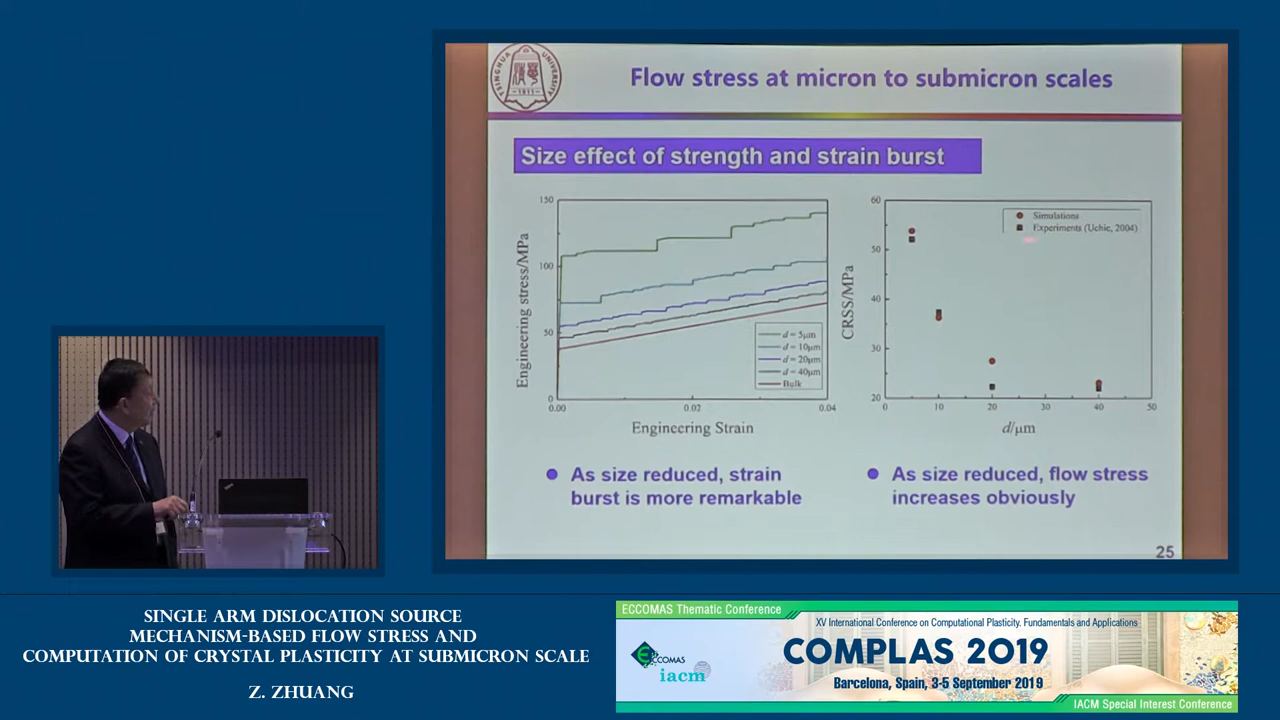 TSINGHUA UNIVERSITY
-1911-
Flow stress at micron to submicron scales
Size effect of strength and strain burst
Engineering stress/MPa
150
100
50
0
0.00
0.02
0.04
Engineering Strain
d = 5μm
d = 10μm
d = 20μm
d = 40μm
Bulk
CRSS/MPa
60
50
40
30
20
0
10
20
30
40
50
d/μm
Simulations
Experiments (Uchic, 2004)
As size reduced, strain
burst is more remarkable
As size reduced, flow stress
increases obviously
25
SINGLE ARM DISLOCATION SOURCE
MECHANISM-BASED FLOW STRESS AND
COMPUTATION OF CRYSTAL PLASTICITY AT SUBMICRON SCALE
Z. ZHUANG
ECCOMAS Thematic Conference
XV International Conference on Computational Plasticity. Fundamentals and Applications
ECCOMAS
iacm
COMPLAS 2019
Barcelona, Spain, 3-5 September 2019
IACM Special Interest Conference